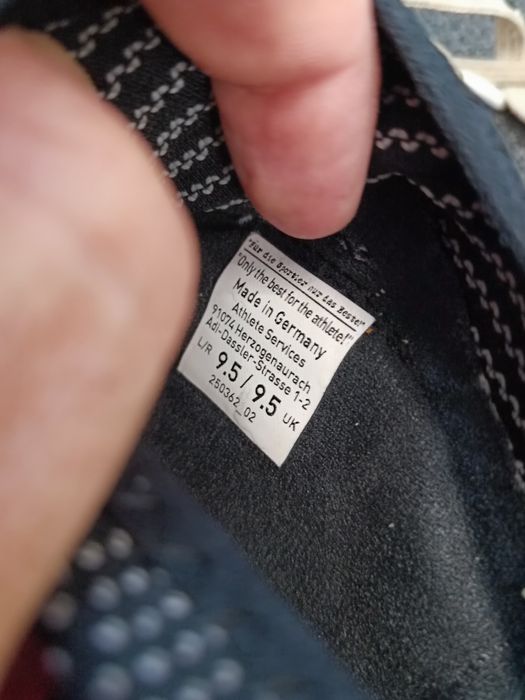 "Für die Sportler nur das Beste!"
"Only the best for the athlete!"
Made in Germany
Athlete Services
91074 Herzogenaurach
Adi-Dassler-Strasse 1-2
L/R 9.5 / 9.5 UK
250362_02